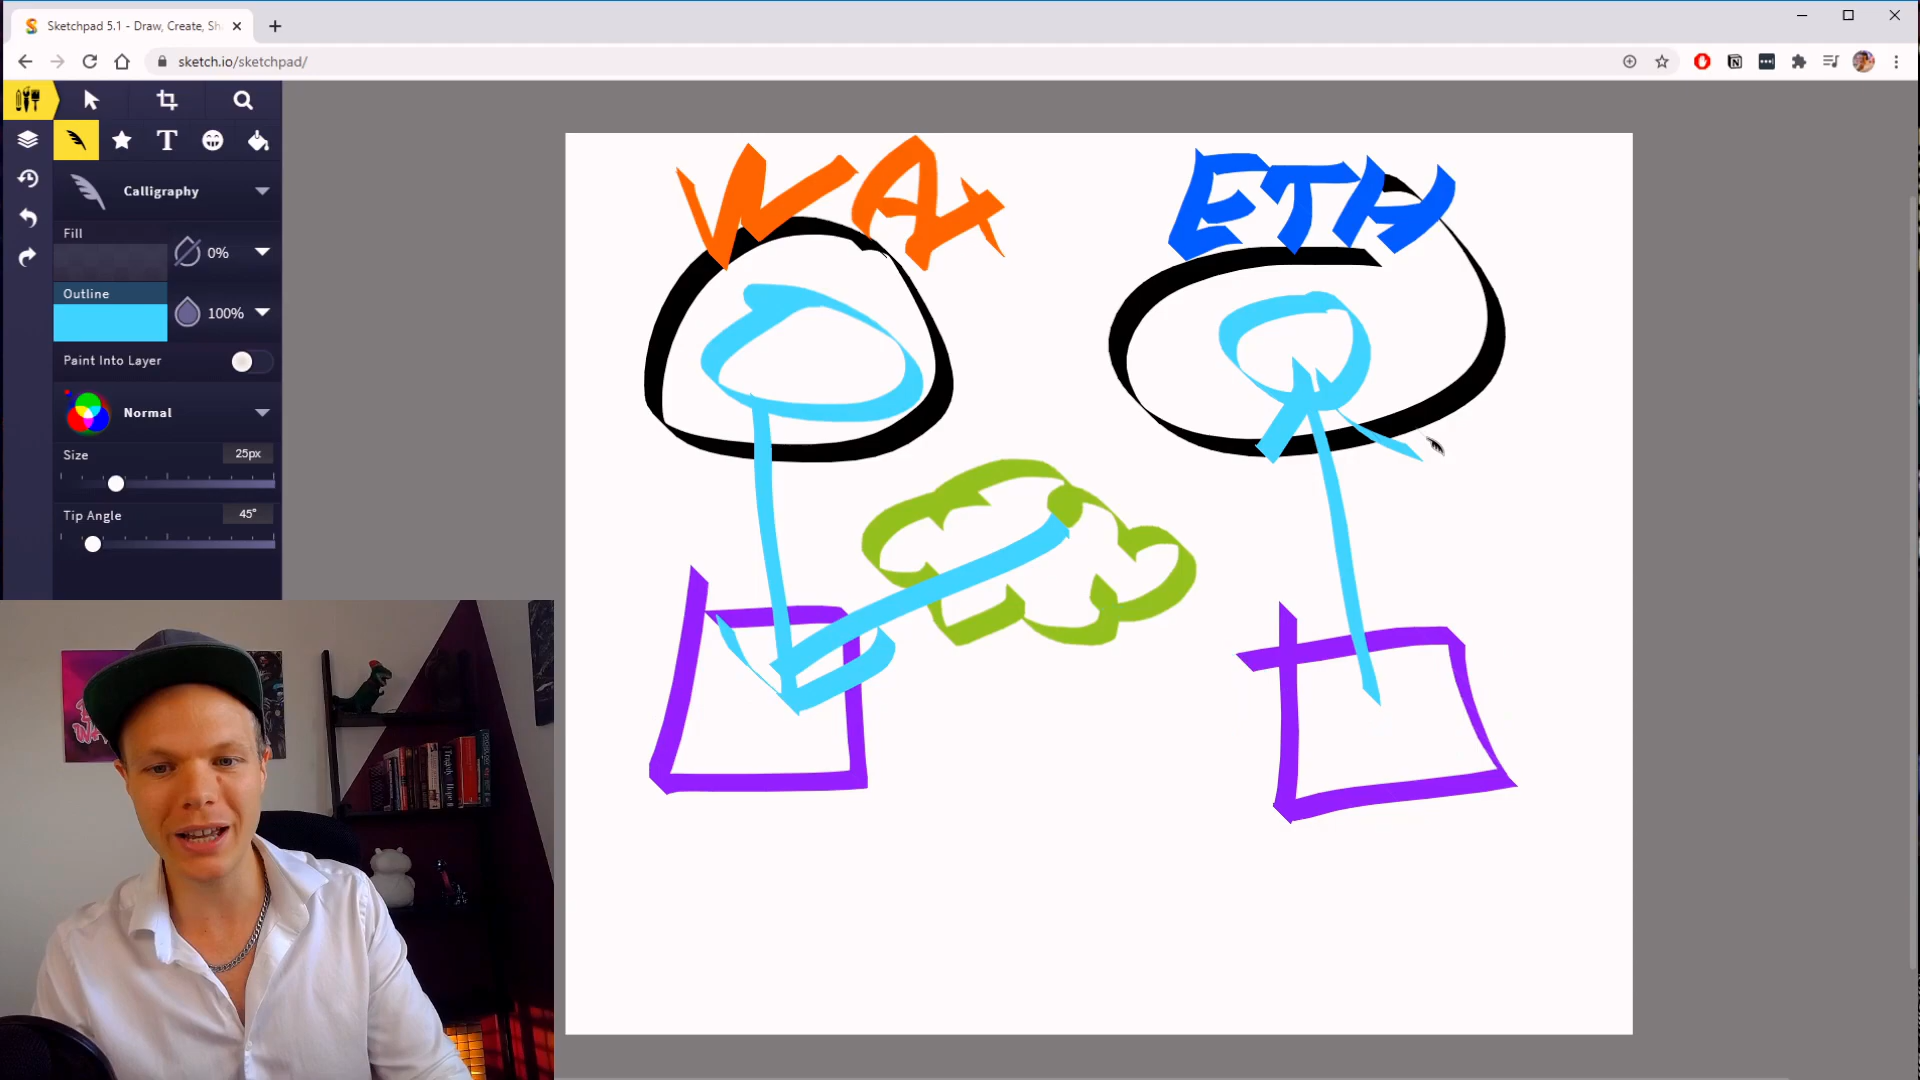 Sketchpad 5.1 - Draw, Create, Sh
sketch.io/sketchpad/
T
Calligraphy
Fill
0%
Outline
100%
Paint Into Layer
Normal
Size
25px
Tip Angle
45°
WAX
ETH